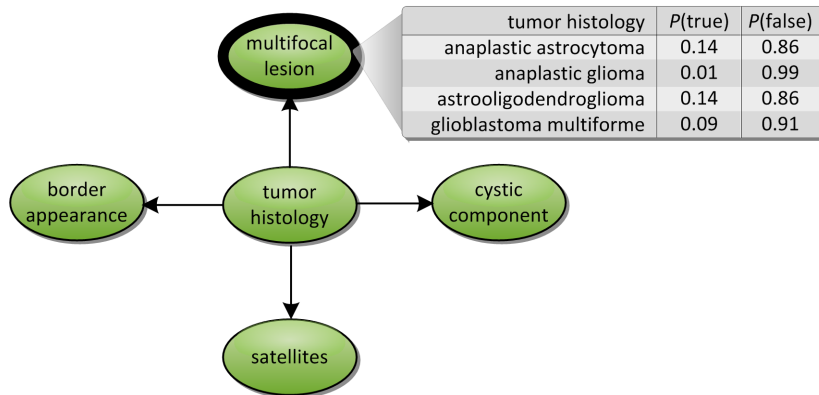 multifocal
lesion
tumor histology P(true) P(false)
anaplastic astrocytoma 0.14 0.86
anaplastic glioma 0.01 0.99
astrooligodendroglioma 0.14 0.86
glioblastoma multiforme 0.09 0.91
border
appearance
tumor
histology
cystic
component
satellites